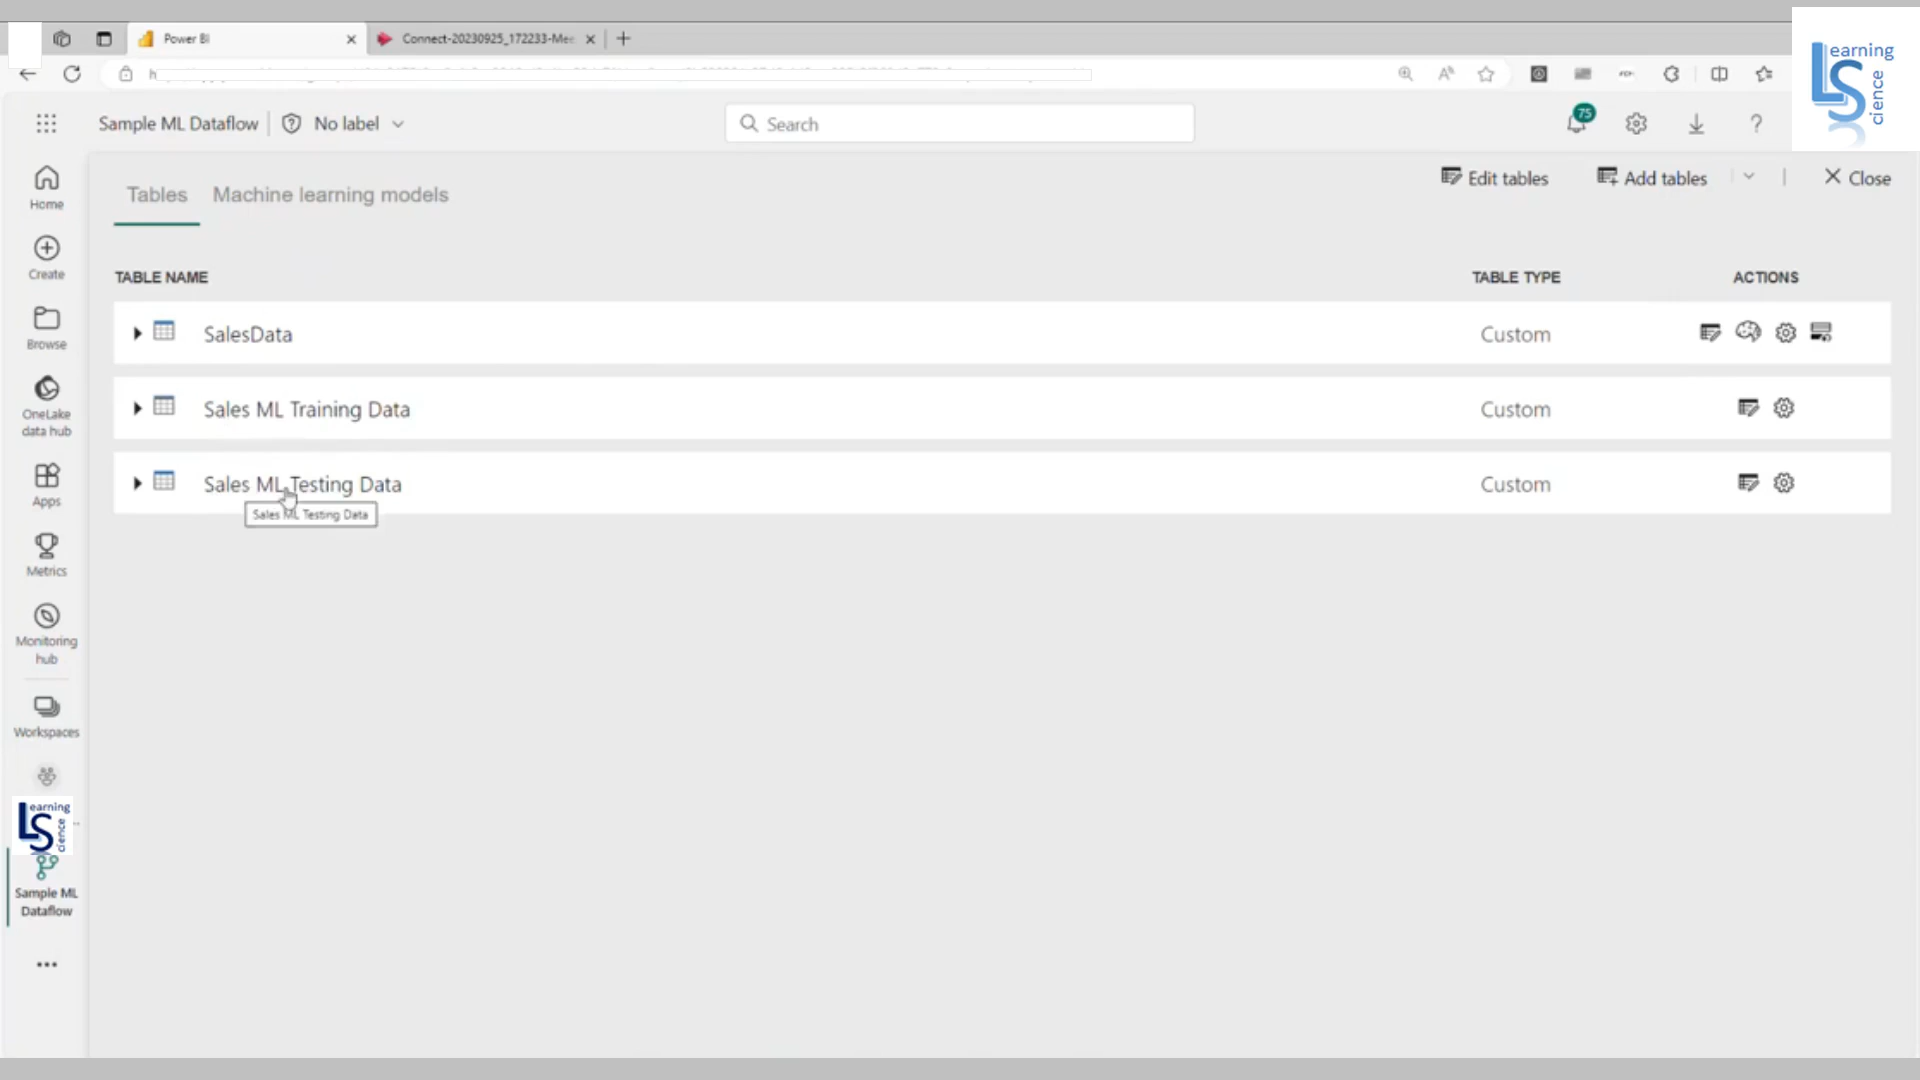 Power BI
Connect-20230925_172233-Mee
Learning
Science
Sample ML Dataflow
No label
Search
75
Home
Create
Browse
OneLake
data hub
Apps
Metrics
Monitoring
hub
Workspaces
Learning
Science
Sample ML
Dataflow
Tables
Machine learning models
Edit tables
Add tables
Close
TABLE NAME
TABLE TYPE
ACTIONS
SalesData
Custom
Sales ML Training Data
Custom
Sales ML Testing Data
Custom
Sales ML Testing Data